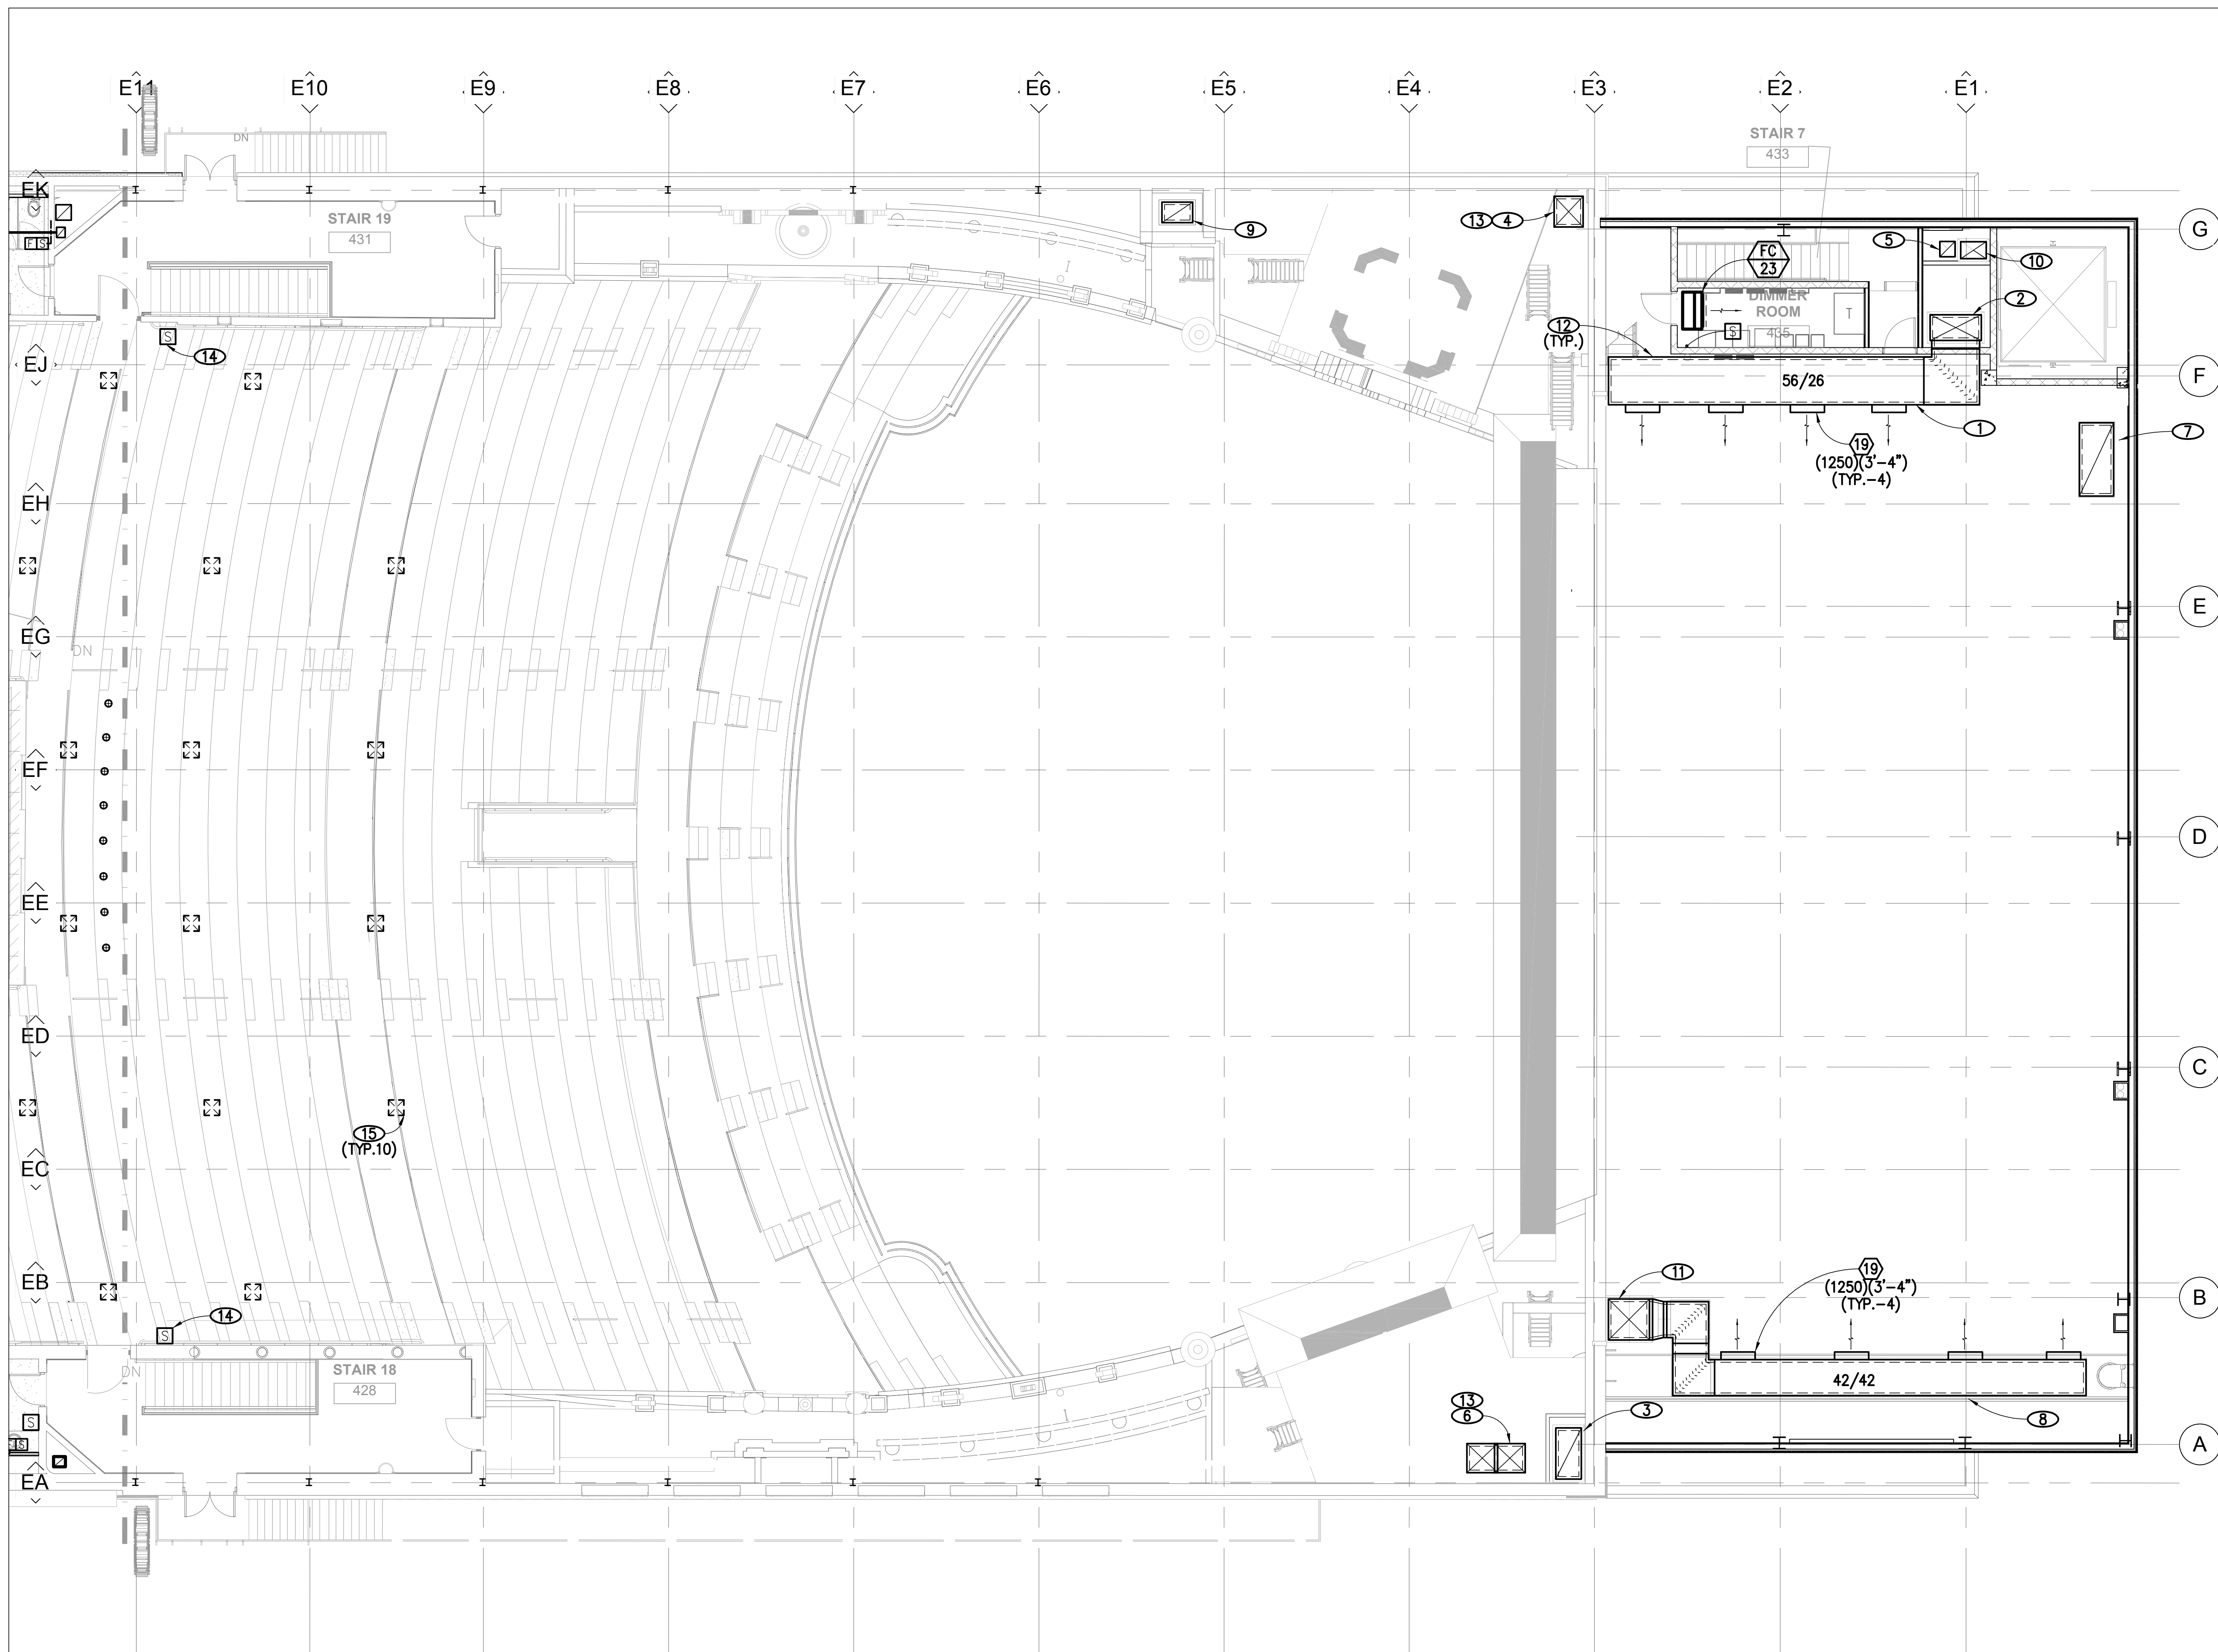 E11
E10
E9
E8
E7
E6
E5
E4
E3
E2
E1
STAIR 7
433
DN
EK
STAIR 19
431
F S
9
13 4
G
5
10
FC
23
2
DIMMER
ROOM
435
S
T
12
(TYP.)
S
14
EJ
56/26
F
1
7
19
(1250)(3'-4")
(TYP.-4)
EH
E
EG
DN
EF
D
EE
ED
C
15
(TYP.10)
EC
11
19
(1250)(3'-4")
(TYP.-4)
EB
B
14
S
DN
STAIR 18
428
42/42
S
S
13
6
3
8
A
EA